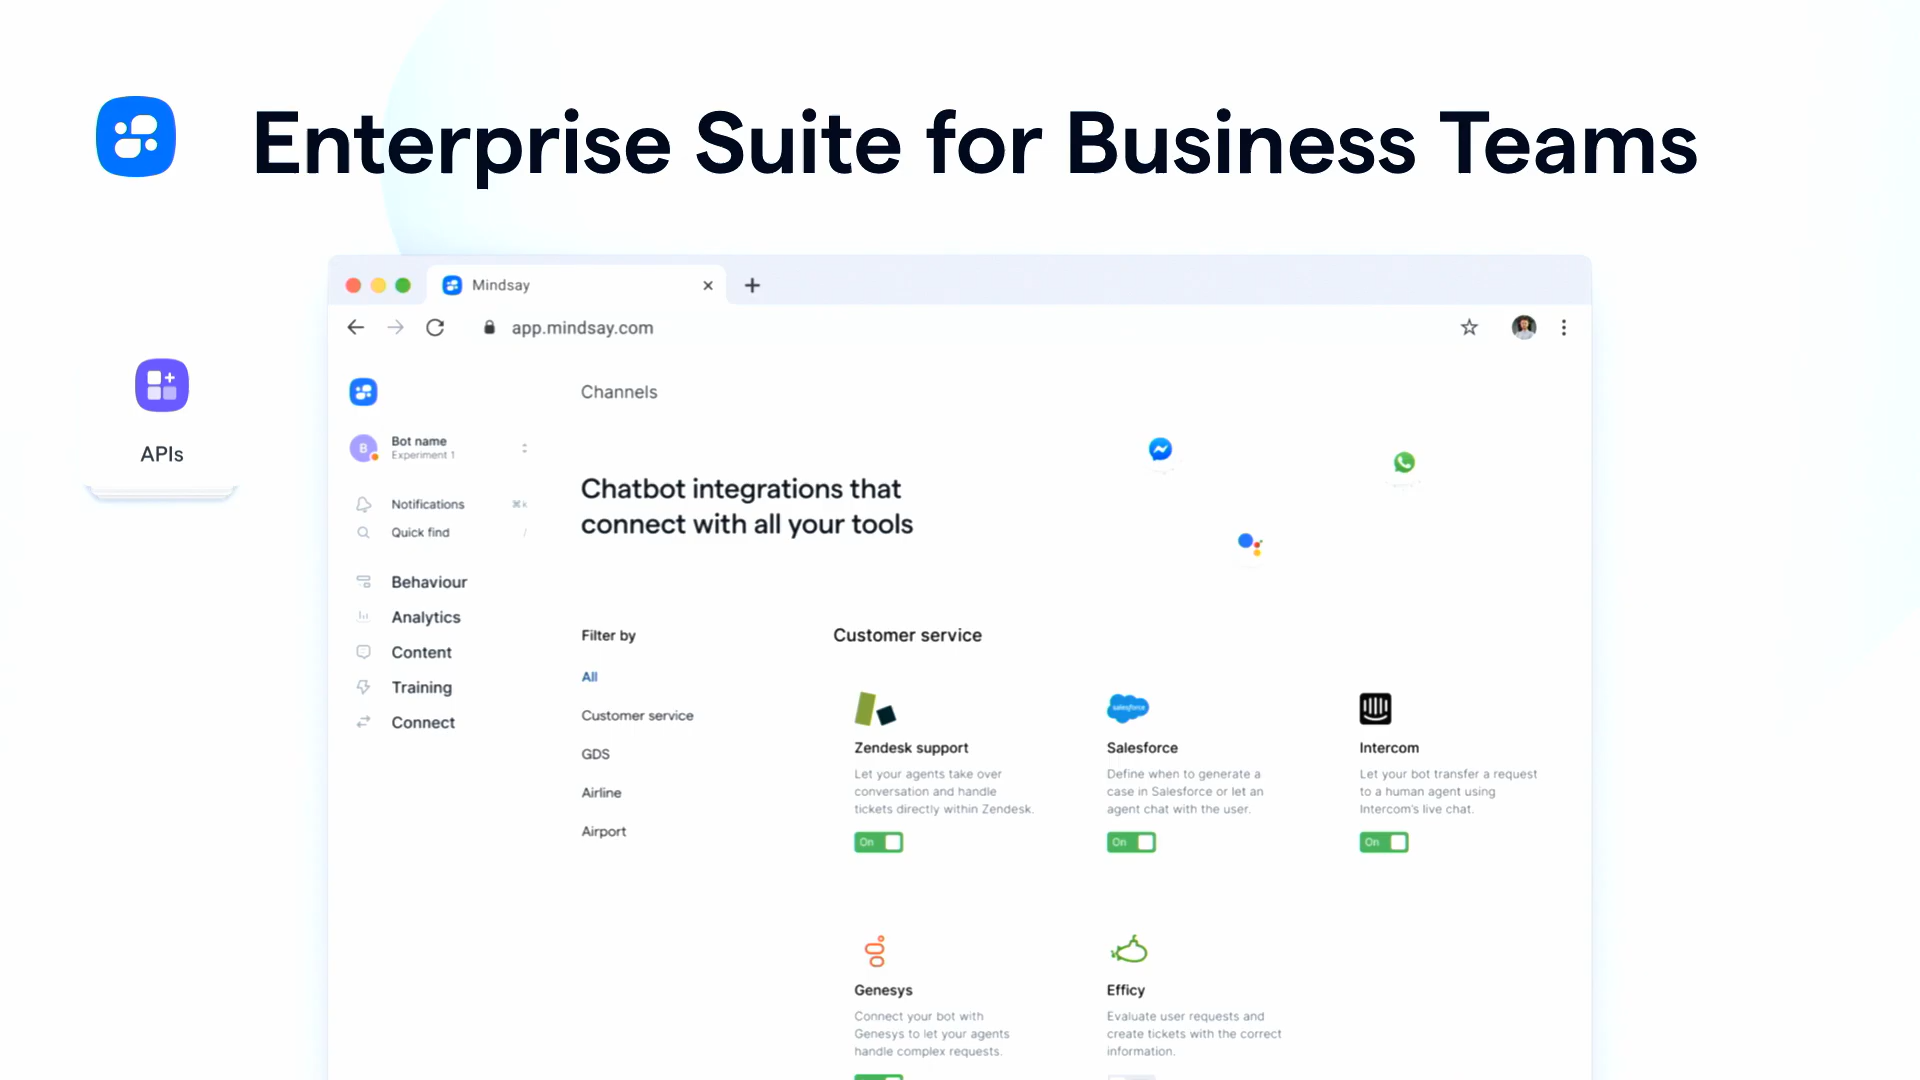 Enterprise Suite for Business Teams
Mindsay
app.mindsay.com
APIs
B
Bot name
Experiment 1
Notifications ⌘k
Quick find /
Behaviour
Analytics
Content
Training
Connect
Channels
Chatbot integrations that
connect with all your tools
Filter by
All
Customer service
GDS
Airline
Airport
Customer service
Zendesk support
Let your agents take over
conversation and handle
tickets directly within Zendesk.
On
salesforce
Salesforce
Define when to generate a
case in Salesforce or let an
agent chat with the user.
On
Intercom
Let your bot transfer a request
to a human agent using
Intercom's live chat.
On
Genesys
Connect your bot with
Genesys to let your agents
handle complex requests.
Efficy
Evaluate user requests and
create tickets with the correct
information.